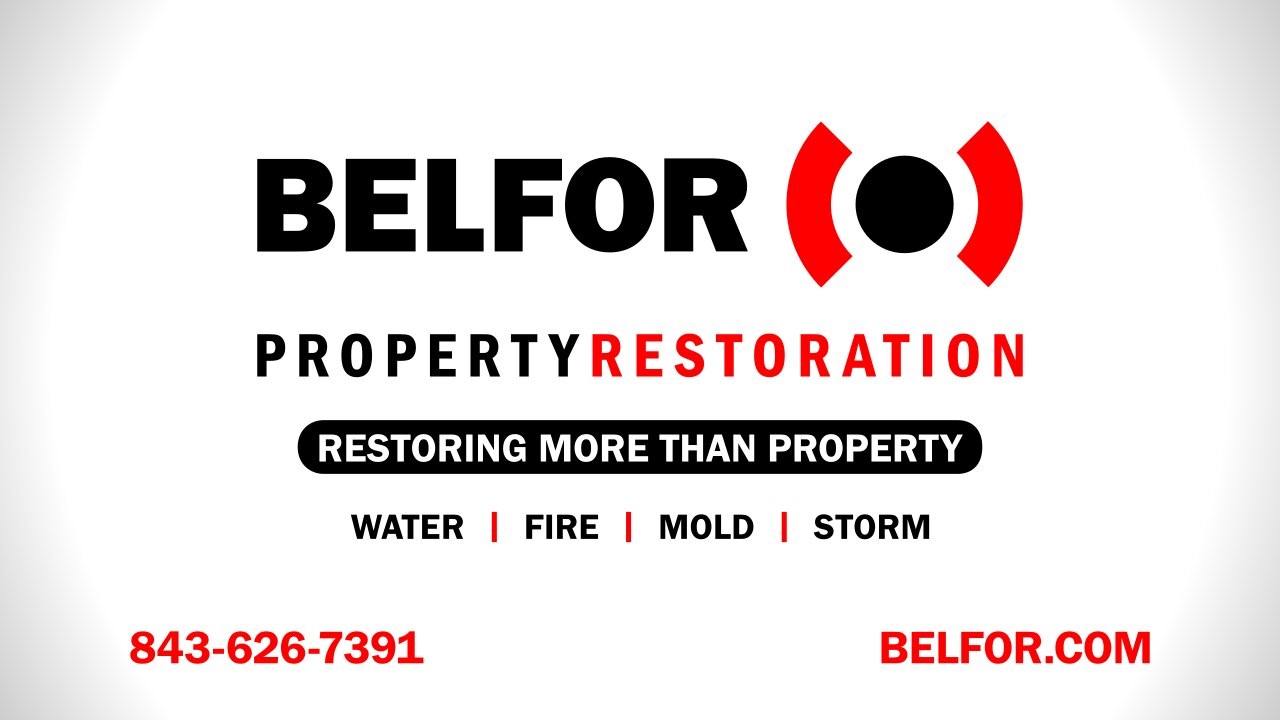 BELFOR
PROPERTYRESTORATION
RESTORING MORE THAN PROPERTY
WATER | FIRE | MOLD | STORM
843-626-7391
BELFOR.COM